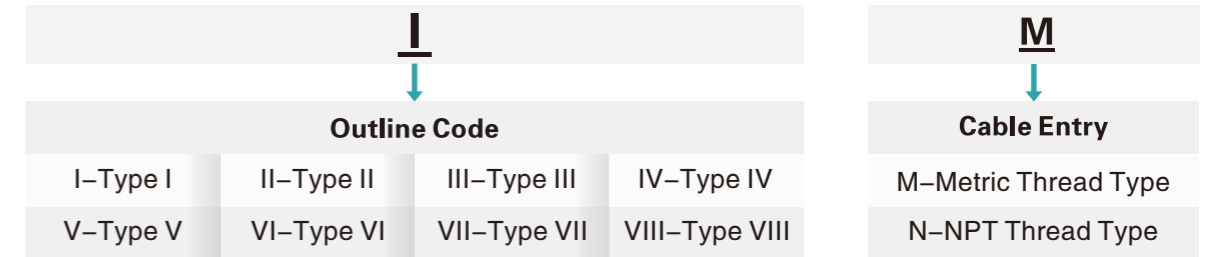 I M
Outline Code Cable Entry
I–Type I II–Type II III–Type III IV–Type IV M–Metric Thread Type
V–Type V VI–Type VI VII–Type VII VIII–Type VIII N–NPT Thread Type